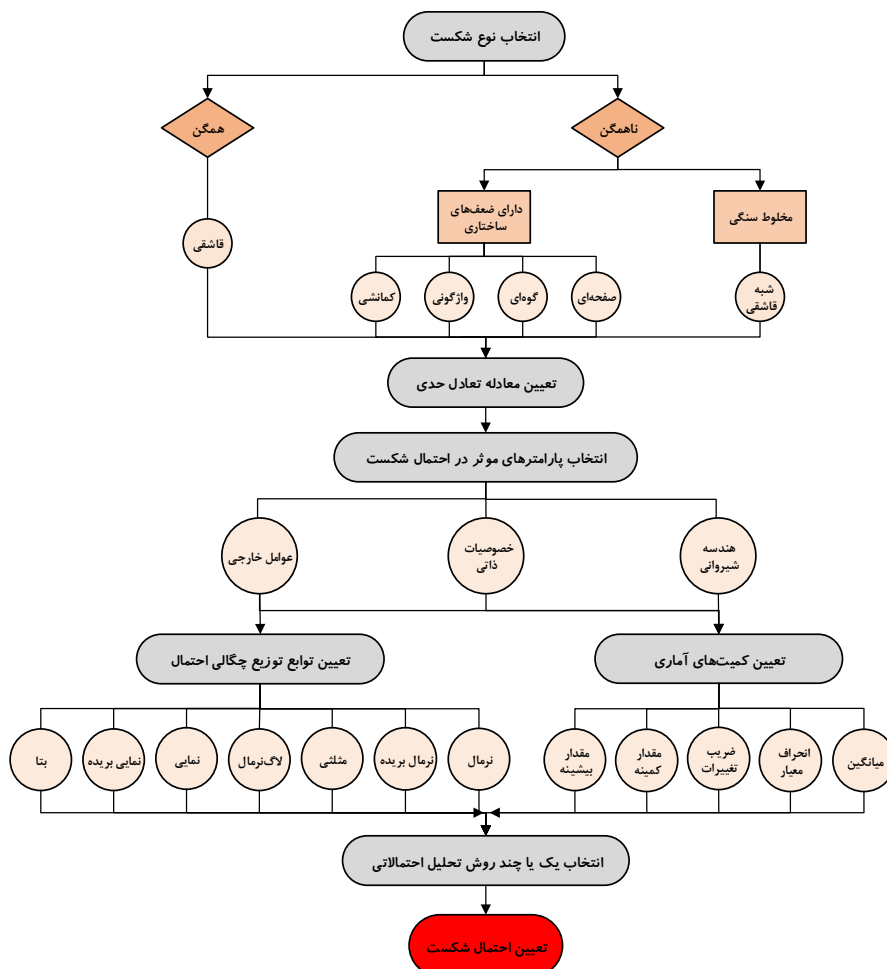 انتخاب نوع شکست
ناهمگن
همگن
مخلوط سنگی
دارای ضعف‌های
ساختاری
قاشقی
شبه
قاشقی
صفحه‌ای
گوه‌ای
واژگونی
کمانشی
تعیین معادله تعادل حدی
انتخاب پارامترهای موثر در احتمال شکست
هندسه
شیروانی
خصوصیات
ذاتی
عوامل خارجی
تعیین کمیت‌های آماری
تعیین توابع توزیع چگالی احتمال
میانگین
انحراف
معیار
ضریب
تغییرات
مقدار
کمینه
مقدار
بیشینه
نرمال
نرمال بریده
مثلثی
لاگ‌نرمال
نمایی
نمایی بریده
بتا
انتخاب یک یا چند روش تحلیل احتمالاتی
تعیین احتمال شکست